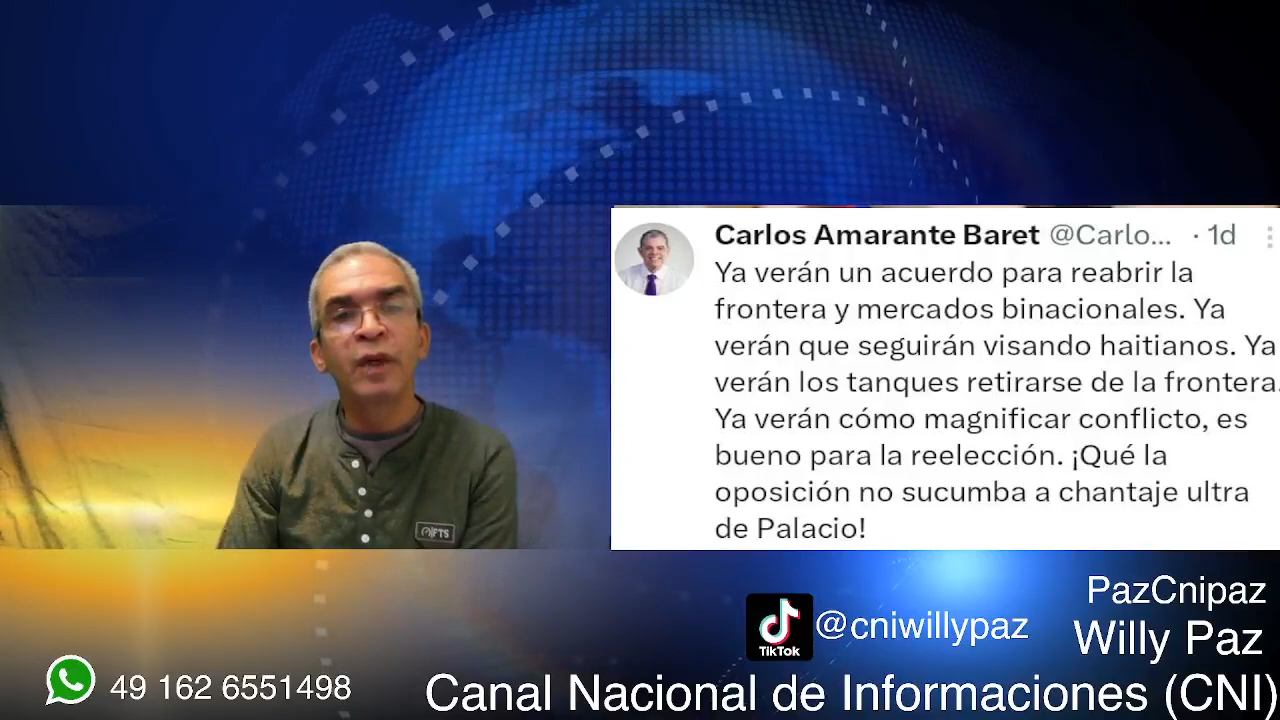 Carlos Amarante Baret @Carlo... · 1d
Ya verán un acuerdo para reabrir la
frontera y mercados binacionales. Ya
verán que seguirán visando haitianos. Ya
verán los tanques retirarse de la frontera.
Ya verán cómo magnificar conflicto, es
bueno para la reelección. ¡Qué la
oposición no sucumba a chantaje ultra
de Palacio!
PazCnipaz
TikTok
@cniwillypaz
Willy Paz
49 162 6551498
Canal Nacional de Informaciones (CNI)